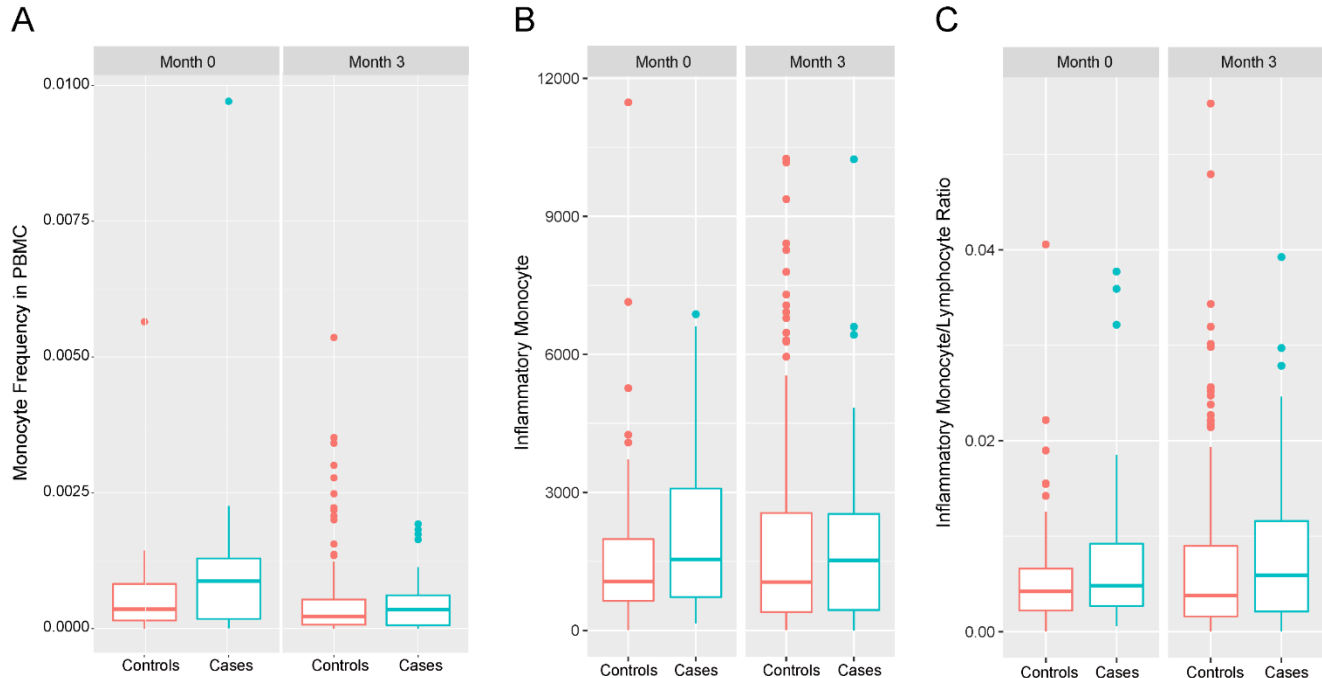 A
Month 0
Month 3
Monocyte Frequency in PBMC
0.0100
0.0075
0.0050
0.0025
0.0000
Controls
Cases
Controls
Cases
B
Month 0
Month 3
Inflammatory Monocyte
12000
9000
6000
3000
0
Controls
Cases
Controls
Cases
C
Month 0
Month 3
Inflammatory Monocyte/Lymphocyte Ratio
0.04
0.02
0.00
Controls
Cases
Controls
Cases